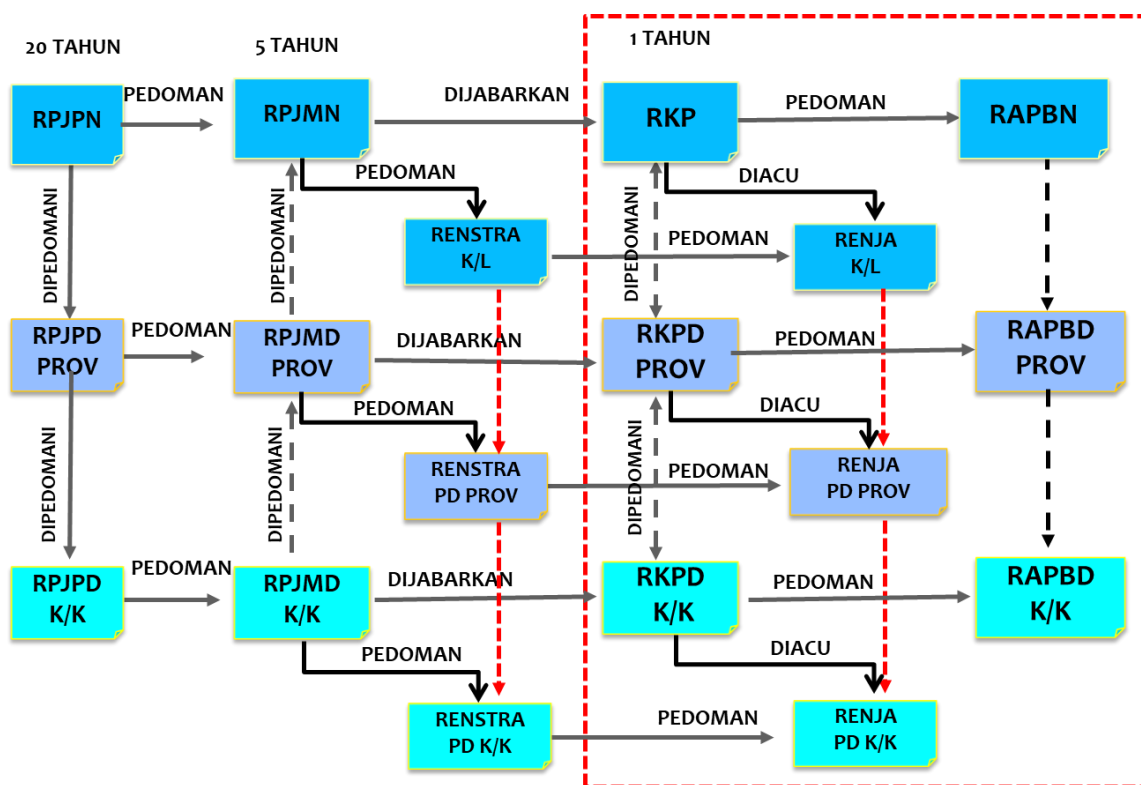 20 TAHUN
5 TAHUN
1 TAHUN
RPJPN
PEDOMAN
RPJMN
DIJABARKAN
RKP
PEDOMAN
RAPBN
DIPEDOMANI
DIPEDOMANI
PEDOMAN
RENSTRA
K/L
PEDOMAN
DIPEDOMANI
DIACU
RENJA
K/L
RPJPD
PROV
PEDOMAN
RPJMD
PROV
DIJABARKAN
RKPD
PROV
PEDOMAN
RAPBD
PROV
DIPEDOMANI
DIPEDOMANI
PEDOMAN
RENSTRA
PD PROV
PEDOMAN
DIPEDOMANI
DIACU
RENJA
PD PROV
RPJPD
K/K
PEDOMAN
RPJMD
K/K
DIJABARKAN
RKPD
K/K
PEDOMAN
RAPBD
K/K
PEDOMAN
RENSTRA
PD K/K
PEDOMAN
DIACU
RENJA
PD K/K